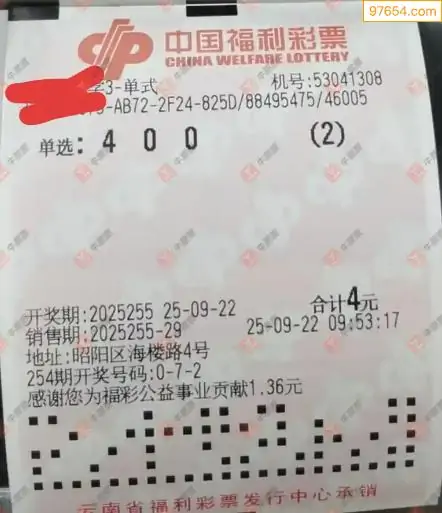 97654.com
中国福利彩票
CHINA WELFARE LOTTERY
3-单式 机号:53041308
-AB72-2F24-825D/88495475/46005
单选: 4 0 0 (2)
开奖期:2025255 25-09-22 合计4元
销售期:2025255-29 25-09-22 09:53:17
地址:昭阳区海楼路4号
254期开奖号码:0-7-2
感谢您为福彩公益事业贡献1.36元
云南省福利彩票发行中心承销